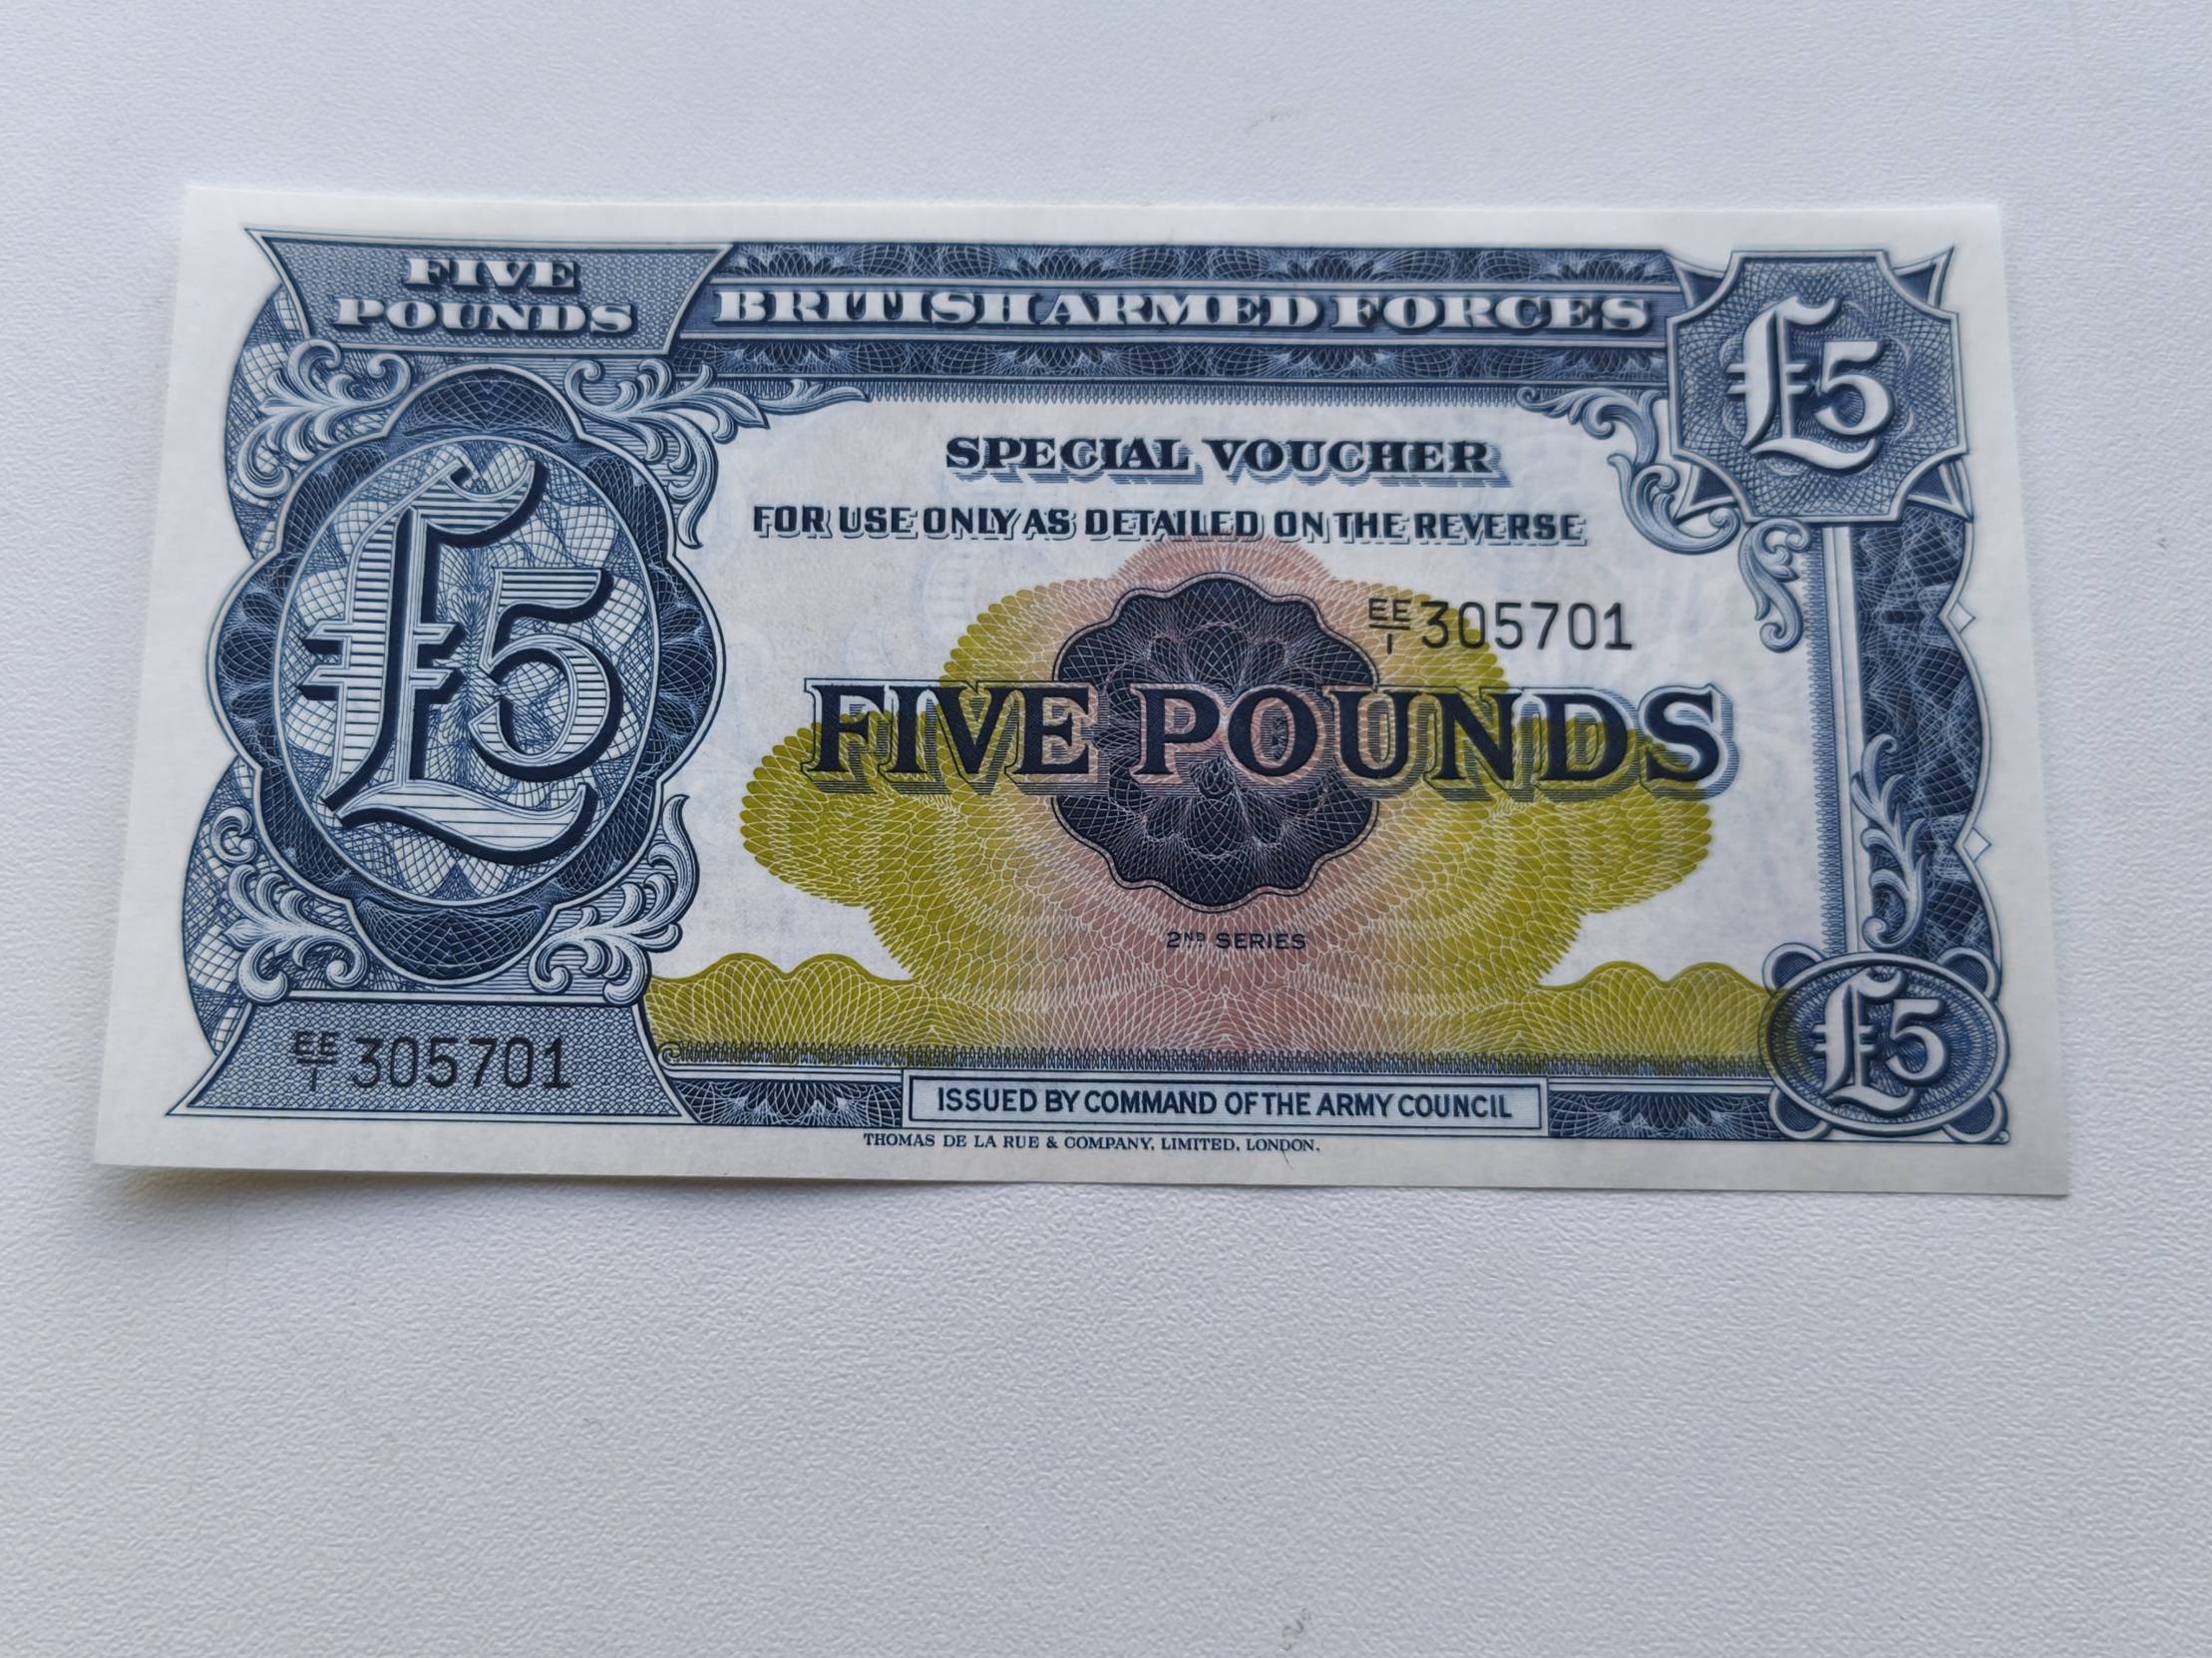 FIVE
POUNDS
BRITISH ARMED FORCES
£5
SPECIAL VOUCHER
FOR USE ONLY AS DETAILED ON THE REVERSE
£5
EE/1 305701
FIVE POUNDS
2ND SERIES
EE/1 305701
£5
ISSUED BY COMMAND OF THE ARMY COUNCIL
THOMAS DE LA RUE & COMPANY, LIMITED, LONDON.